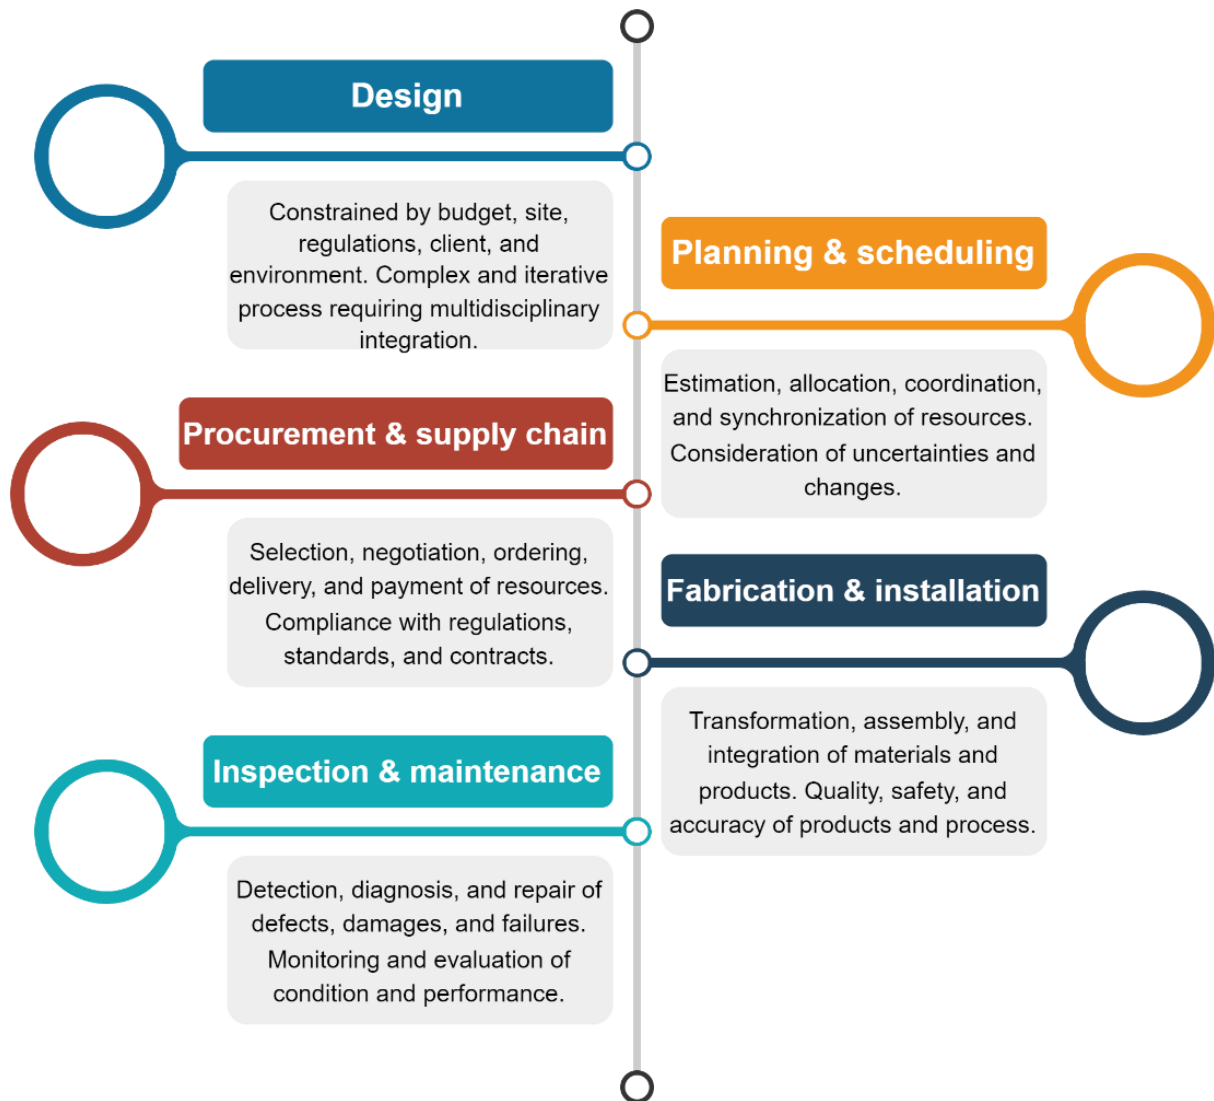 Design
Constrained by budget, site,
regulations, client, and
environment. Complex and iterative
process requiring multidisciplinary
integration.
Planning & scheduling
Estimation, allocation, coordination,
and synchronization of resources.
Consideration of uncertainties and
changes.
Procurement & supply chain
Selection, negotiation, ordering,
delivery, and payment of resources.
Compliance with regulations,
standards, and contracts.
Fabrication & installation
Transformation, assembly, and
integration of materials and
products. Quality, safety, and
accuracy of products and process.
Inspection & maintenance
Detection, diagnosis, and repair of
defects, damages, and failures.
Monitoring and evaluation of
condition and performance.